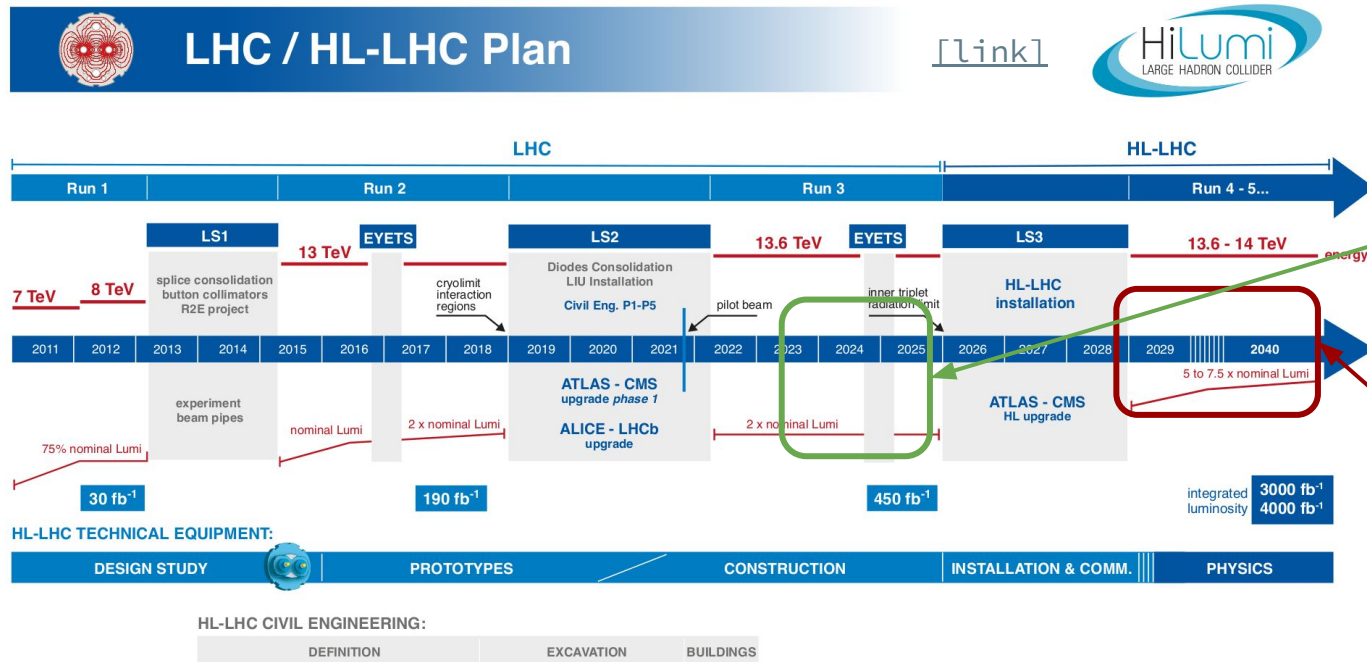 LHC / HL-LHC Plan
[link]
HiLumi
LARGE HADRON COLLIDER
LHC
HL-LHC
Run 1
Run 2
Run 3
Run 4 - 5...
LS1
EYETS
LS2
EYETS
LS3
13 TeV
13.6 TeV
13.6 - 14 TeV
energy
7 TeV
8 TeV
splice consolidation
button collimators
R2E project
cryolimit
interaction
regions
Diodes Consolidation
LIU Installation
Civil Eng. P1-P5
pilot beam
inner triplet
radiation limit
HL-LHC
installation
2011 2012 2013 2014 2015 2016 2017 2018 2019 2020 2021 2022 2023 2024 2025 2026 2027 2028 2029 2040
5 to 7.5 x nominal Lumi
experiment
beam pipes
ATLAS - CMS
upgrade phase 1
ALICE - LHCb
upgrade
ATLAS - CMS
HL upgrade
75% nominal Lumi
nominal Lumi
2 x nominal Lumi
2 x nominal Lumi
30 fb⁻¹
190 fb⁻¹
450 fb⁻¹
integrated
luminosity
3000 fb⁻¹
4000 fb⁻¹
HL-LHC TECHNICAL EQUIPMENT:
DESIGN STUDY
PROTOTYPES
CONSTRUCTION
INSTALLATION & COMM.
PHYSICS
HL-LHC CIVIL ENGINEERING:
DEFINITION
EXCAVATION
BUILDINGS